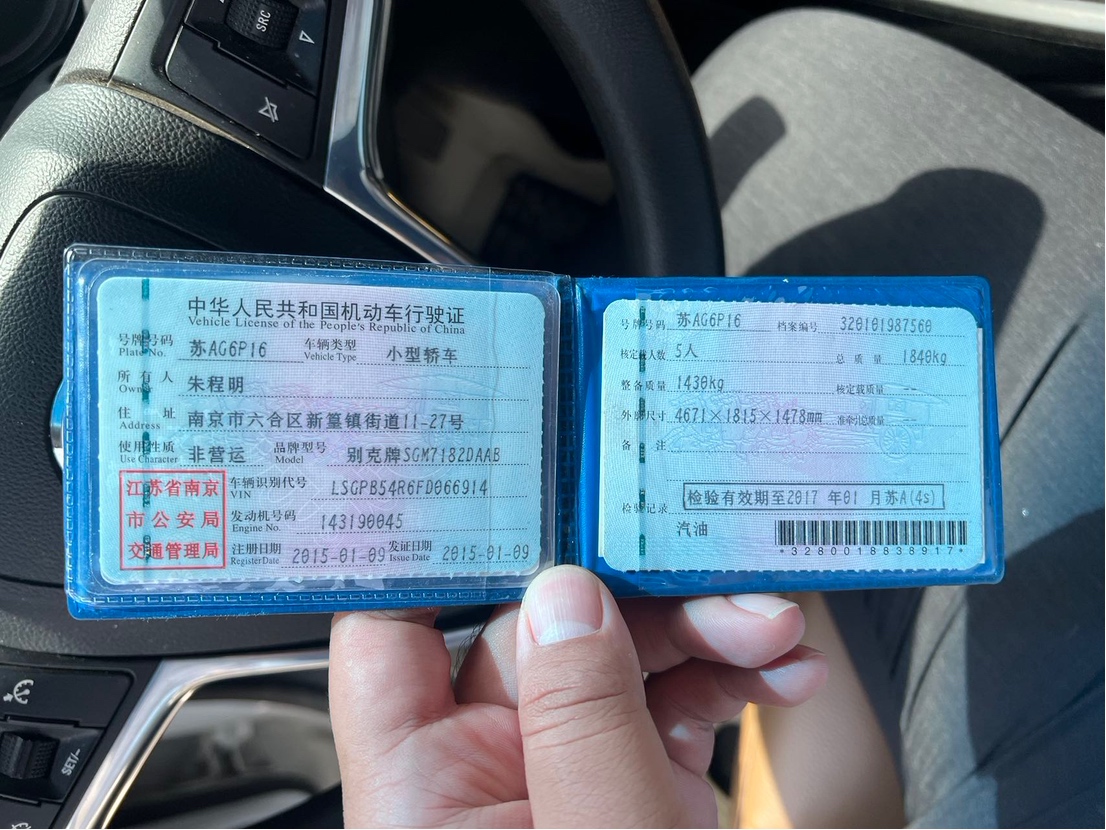 SRC
中华人民共和国机动车行驶证
Vehicle License of the People's Republic of China
号牌号码 苏AG6P16 车辆类型 小型轿车
Plate No. Vehicle Type
所有人 朱程明
Owner
住址 南京市六合区新篁镇街道11-27号
Address
使用性质 非营运 品牌型号 别克牌SGM7182DAAB
Use Character Model
江苏省南京
市公安局
交通管理局
车辆识别代号 LSGPB54R6FD066914
VIN
发动机号码 143190045
Engine No.
注册日期 2015-01-09 发证日期 2015-01-09
Register Date Issue Date
号牌号码 苏AG6P16 档案编号 320101987560
核定载人数 5人 总质量 1840kg
整备质量 1430kg 核定载质量
外廓尺寸 4671×1815×1478mm 准牵引总质量
备注
检验有效期至2017 年01 月苏A(4s)
检验记录
汽油
*3280018838917*
SET/-